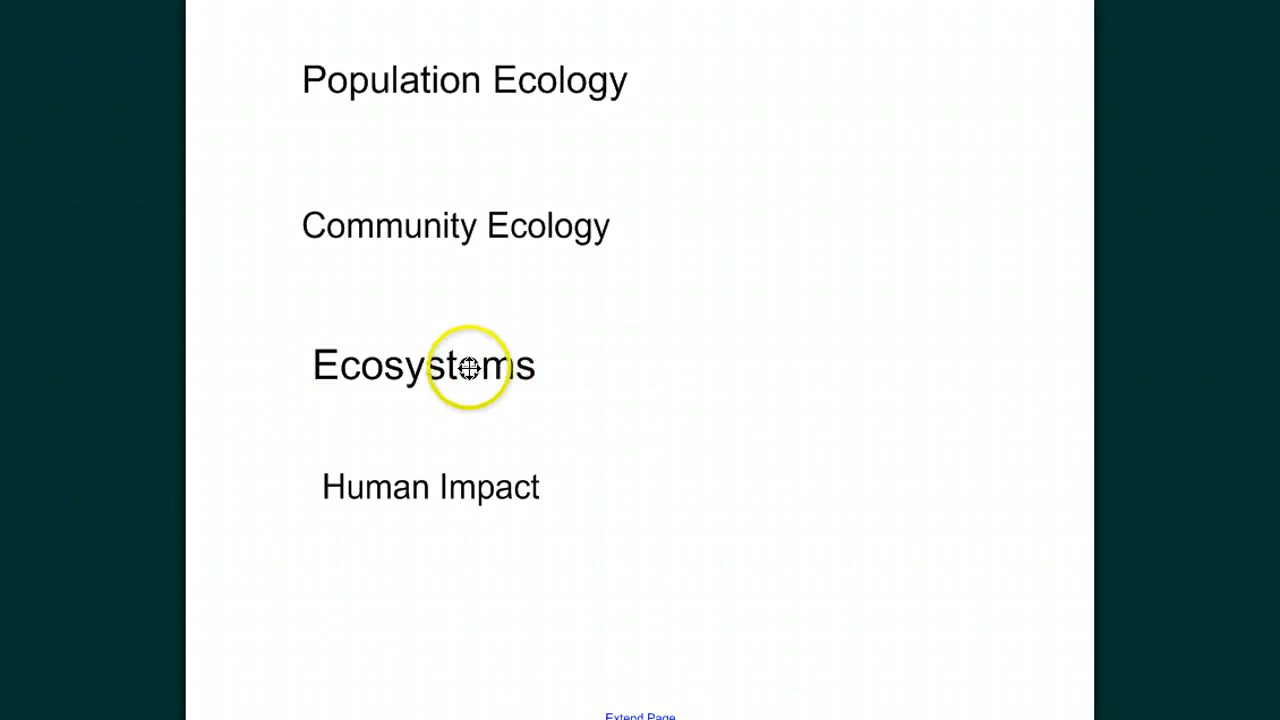 Population Ecology
Community Ecology
Ecosystems
Human Impact
Extend Page